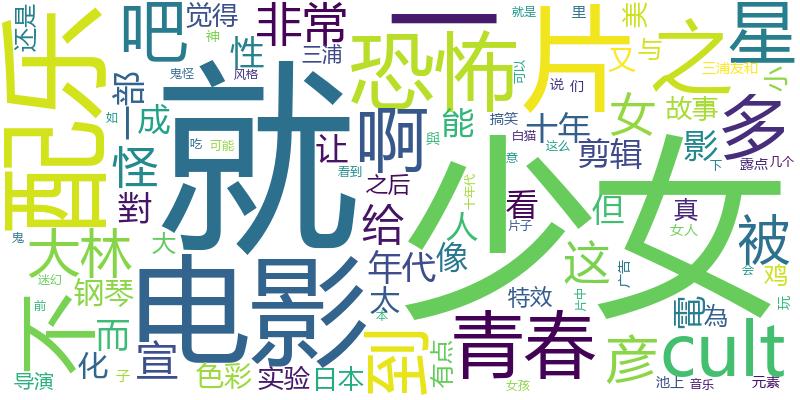 还是
觉得
神
非常
一
就是
里
美
星
配乐
吧
性
三浦
恐怖
片
之
又
与
三浦友和
小
鬼怪
风格
可以
说
们
一部
成
就
啊
能
搞笑
十年
女
故事
多
如
怪
吃
可能
让
與
白猫
这么
剪辑
影
下
露点
几个
看到
之后
意
對
给
少女
看
但
真
鬼
大林
大
人
十年代
片子
女人
被
迷幻
不
钢琴
电影
年代
像
这
广告
会
鸡
前
而
太
特效
電
為
玩
化
宣
本
到
青春
片中
彦
cult
导演
子
色彩
实验
日本
有点
女孩
池上
音乐
元素